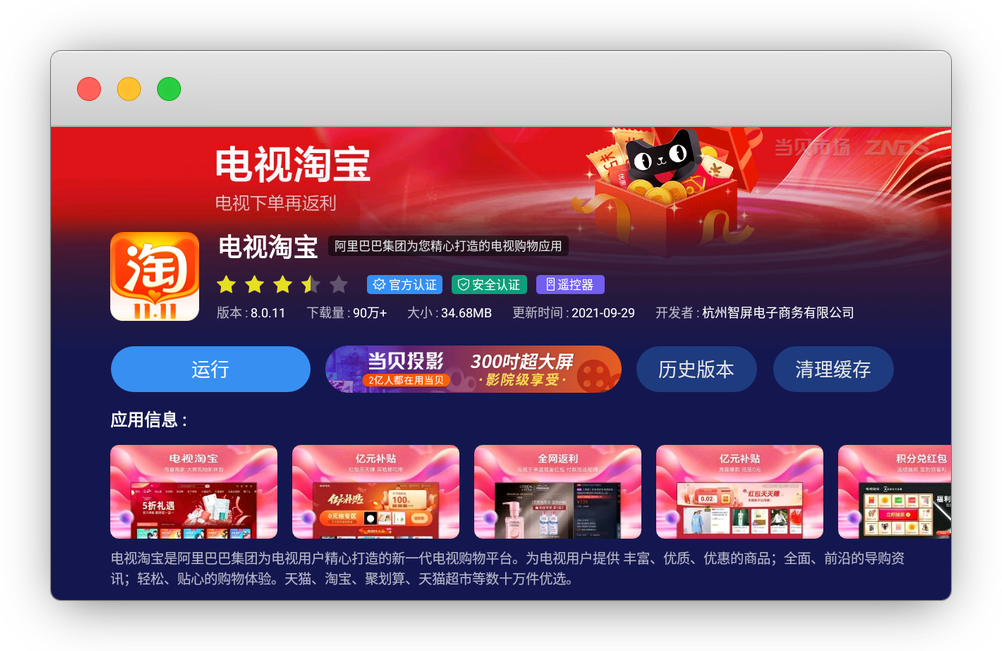 电视淘宝
当贝市场 ZNDS
电视下单再返利
淘
11.11
电视淘宝 阿里巴巴集团为您精心打造的电视购物应用
官方认证 安全认证 遥控器
版本 : 8.0.11 下载量 : 90万+ 大小 : 34.68MB 更新时间 : 2021-09-29 开发者 : 杭州智屏电子商务有限公司
运行
当贝投影 300吋超大屏
2亿人都在用当贝 ·影院级享受·
历史版本
清理缓存
应用信息 :
电视淘宝
5折礼遇
亿元补贴
100
0元抢专区
全网返利
亿元补贴
红包天天赚
0.02
积分兑红包
福利
电视淘宝是阿里巴巴集团为电视用户精心打造的新一代电视购物平台。为电视用户提供 丰富、优质、优惠的商品；全面、前沿的导购资
讯；轻松、贴心的购物体验。天猫、淘宝、聚划算、天猫超市等数十万件优选。